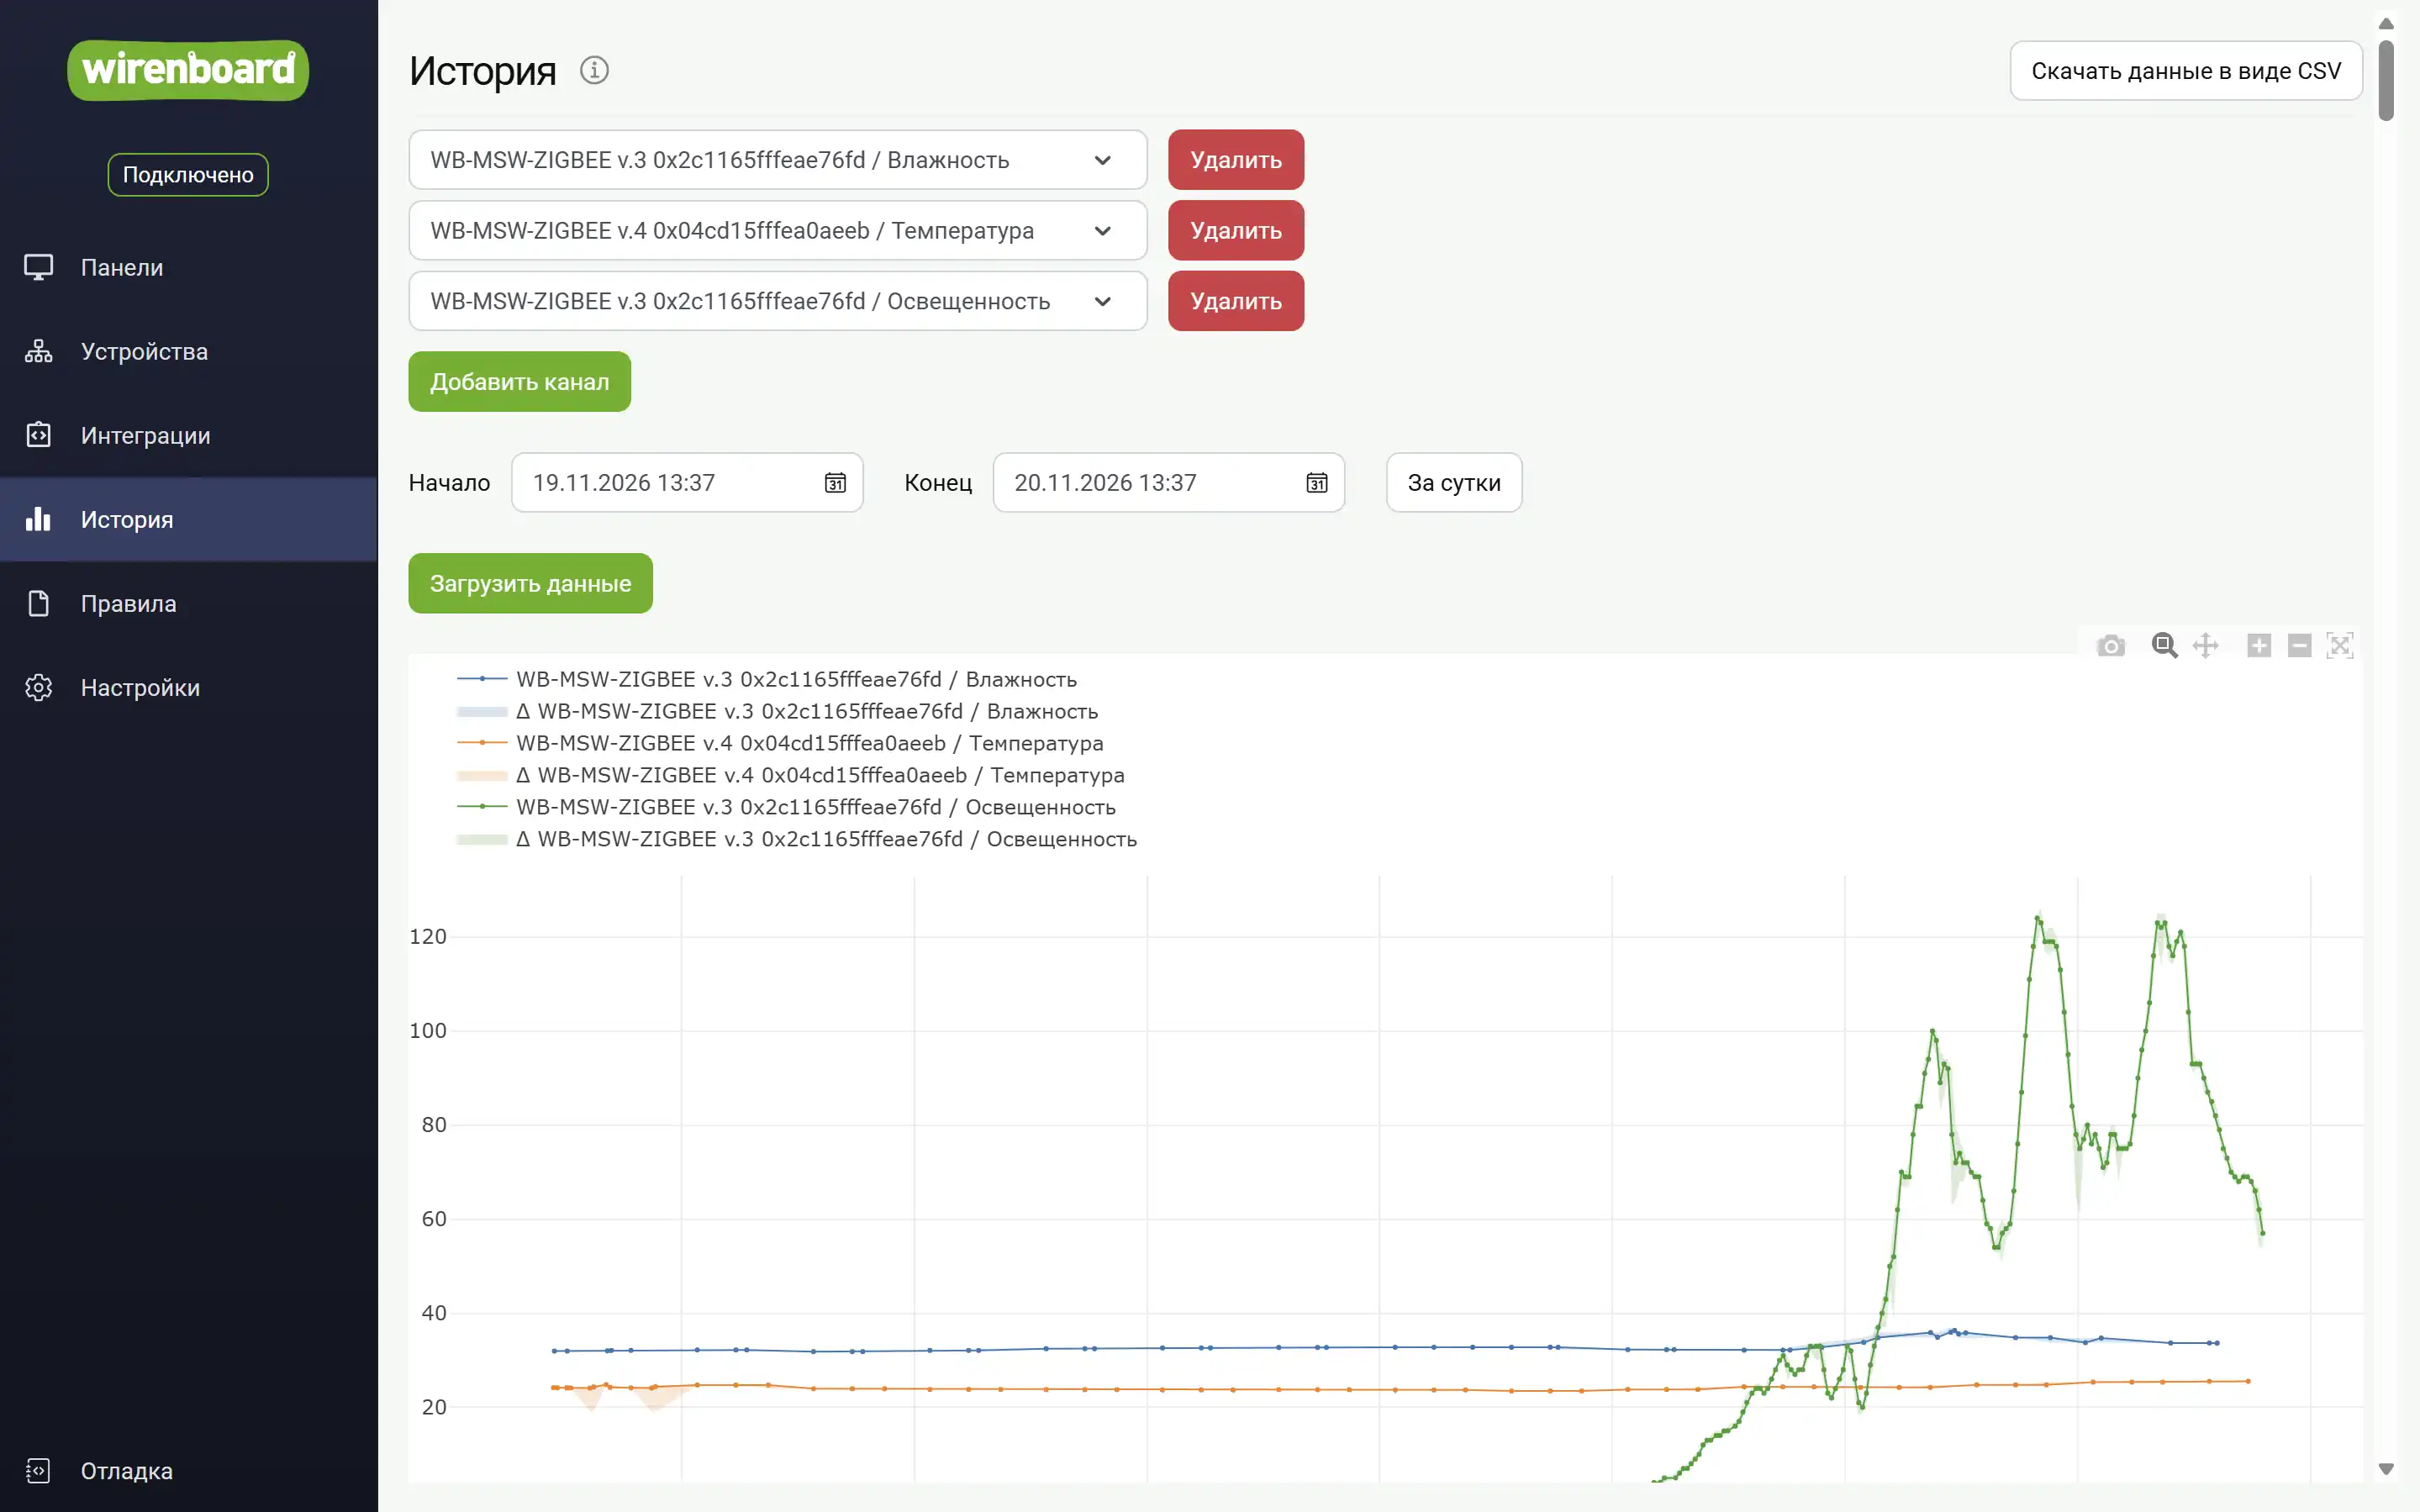 wirenboard
Подключено
Панели
Устройства
Интеграции
История
Правила
Настройки
Отладка
История
Скачать данные в виде CSV
WB-MSW-ZIGBEE v.3 0x2c1165fffeae76fd / Влажность
Удалить
WB-MSW-ZIGBEE v.4 0x04cd15fffea0aeeb / Температура
Удалить
WB-MSW-ZIGBEE v.3 0x2c1165fffeae76fd / Освещенность
Удалить
Добавить канал
Начало 19.11.2026 13:37 31 Конец 20.11.2026 13:37 31 За сутки
Загрузить данные
WB-MSW-ZIGBEE v.3 0x2c1165fffeae76fd / Влажность
Δ WB-MSW-ZIGBEE v.3 0x2c1165fffeae76fd / Влажность
WB-MSW-ZIGBEE v.4 0x04cd15fffea0aeeb / Температура
Δ WB-MSW-ZIGBEE v.4 0x04cd15fffea0aeeb / Температура
WB-MSW-ZIGBEE v.3 0x2c1165fffeae76fd / Освещенность
Δ WB-MSW-ZIGBEE v.3 0x2c1165fffeae76fd / Освещенность
120
100
80
60
40
20